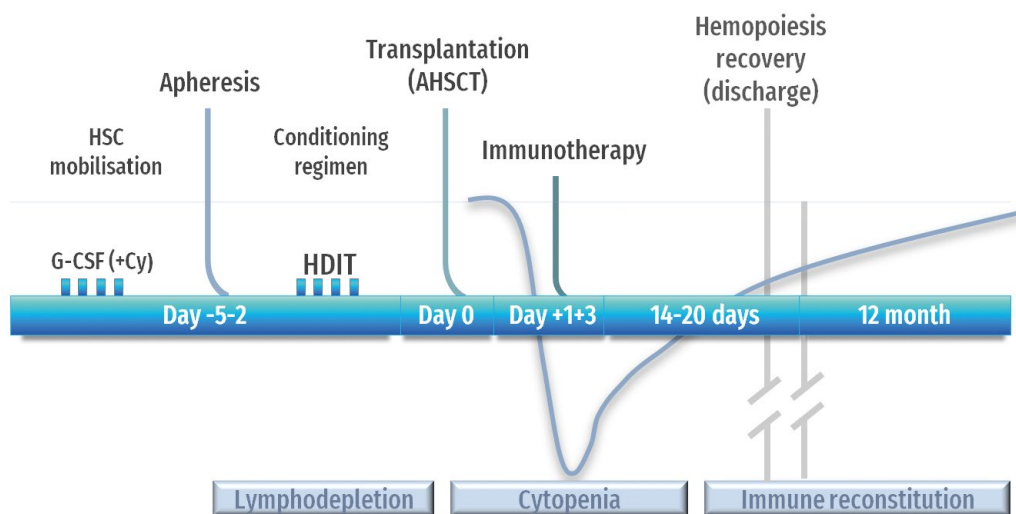 Hemopoiesis
recovery
(discharge)
Transplantation
(AHSCT)
Apheresis
HSC
mobilisation
Conditioning
regimen
Immunotherapy
G-CSF (+Cy)
HDIT
Day -5-2
Day 0
Day +1+3
14-20 days
12 month
Lymphodepletion
Cytopenia
Immune reconstitution